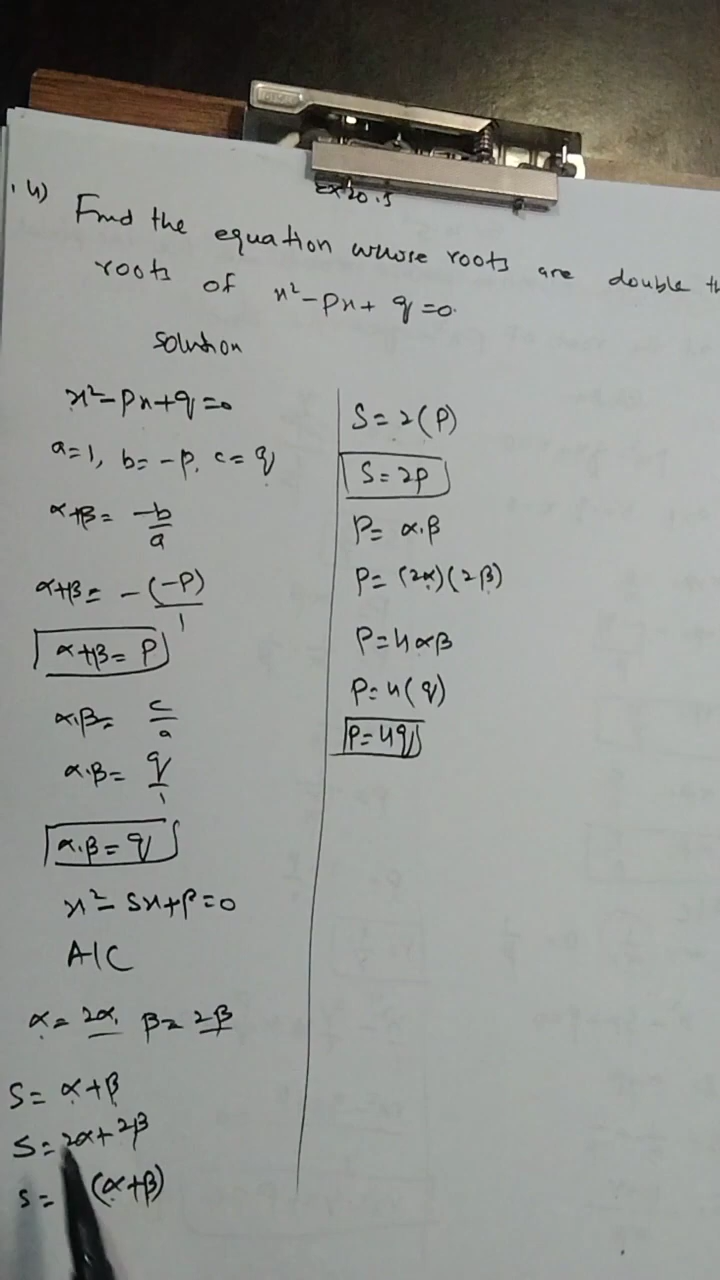 Ex 20.5
4) Find the equation whose roots are double th
roots of x² - px + q = 0.
Solution
x² - px + q = 0
a=1, b= -p, c= q
α+β = -b/a
α+β = -(-p)/1
α+β = p
α.β = c/a
α.β = q/1
α.β = q
x² - Sx + P = 0
A/C
α = 2α, β = 2β
S = α+β
S = 2α + 2β
S = (α+β)
S = 2(P)
S = 2p
P = α.β
P = (2α)(2β)
P = 4αβ
P = 4(q)
P = 4q